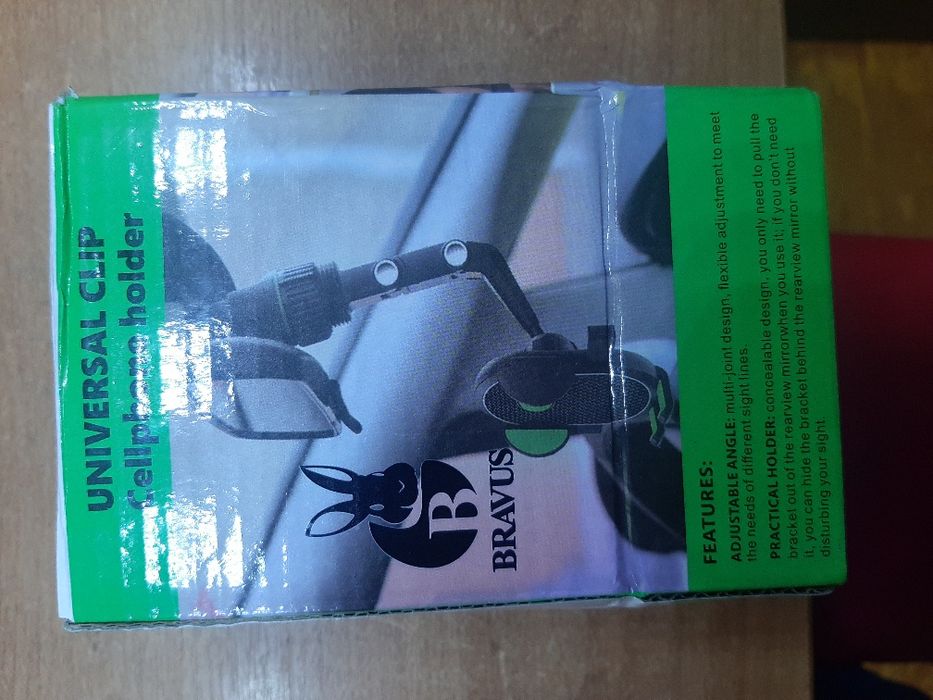 UNIVERSAL CLIP
Cellphone holder
B
BRAVUS
FEATURES:
ADJUSTABLE ANGLE: multi-joint design, flexible adjustment to meet
the needs of different sight lines
PRACTICAL HOLDER: concealable design, you only need to pull the
bracket out of the rearview mirrorwhen you use it; if you don't need
it, you can hide the bracket behind the rearview mirror without
disturbing your sight